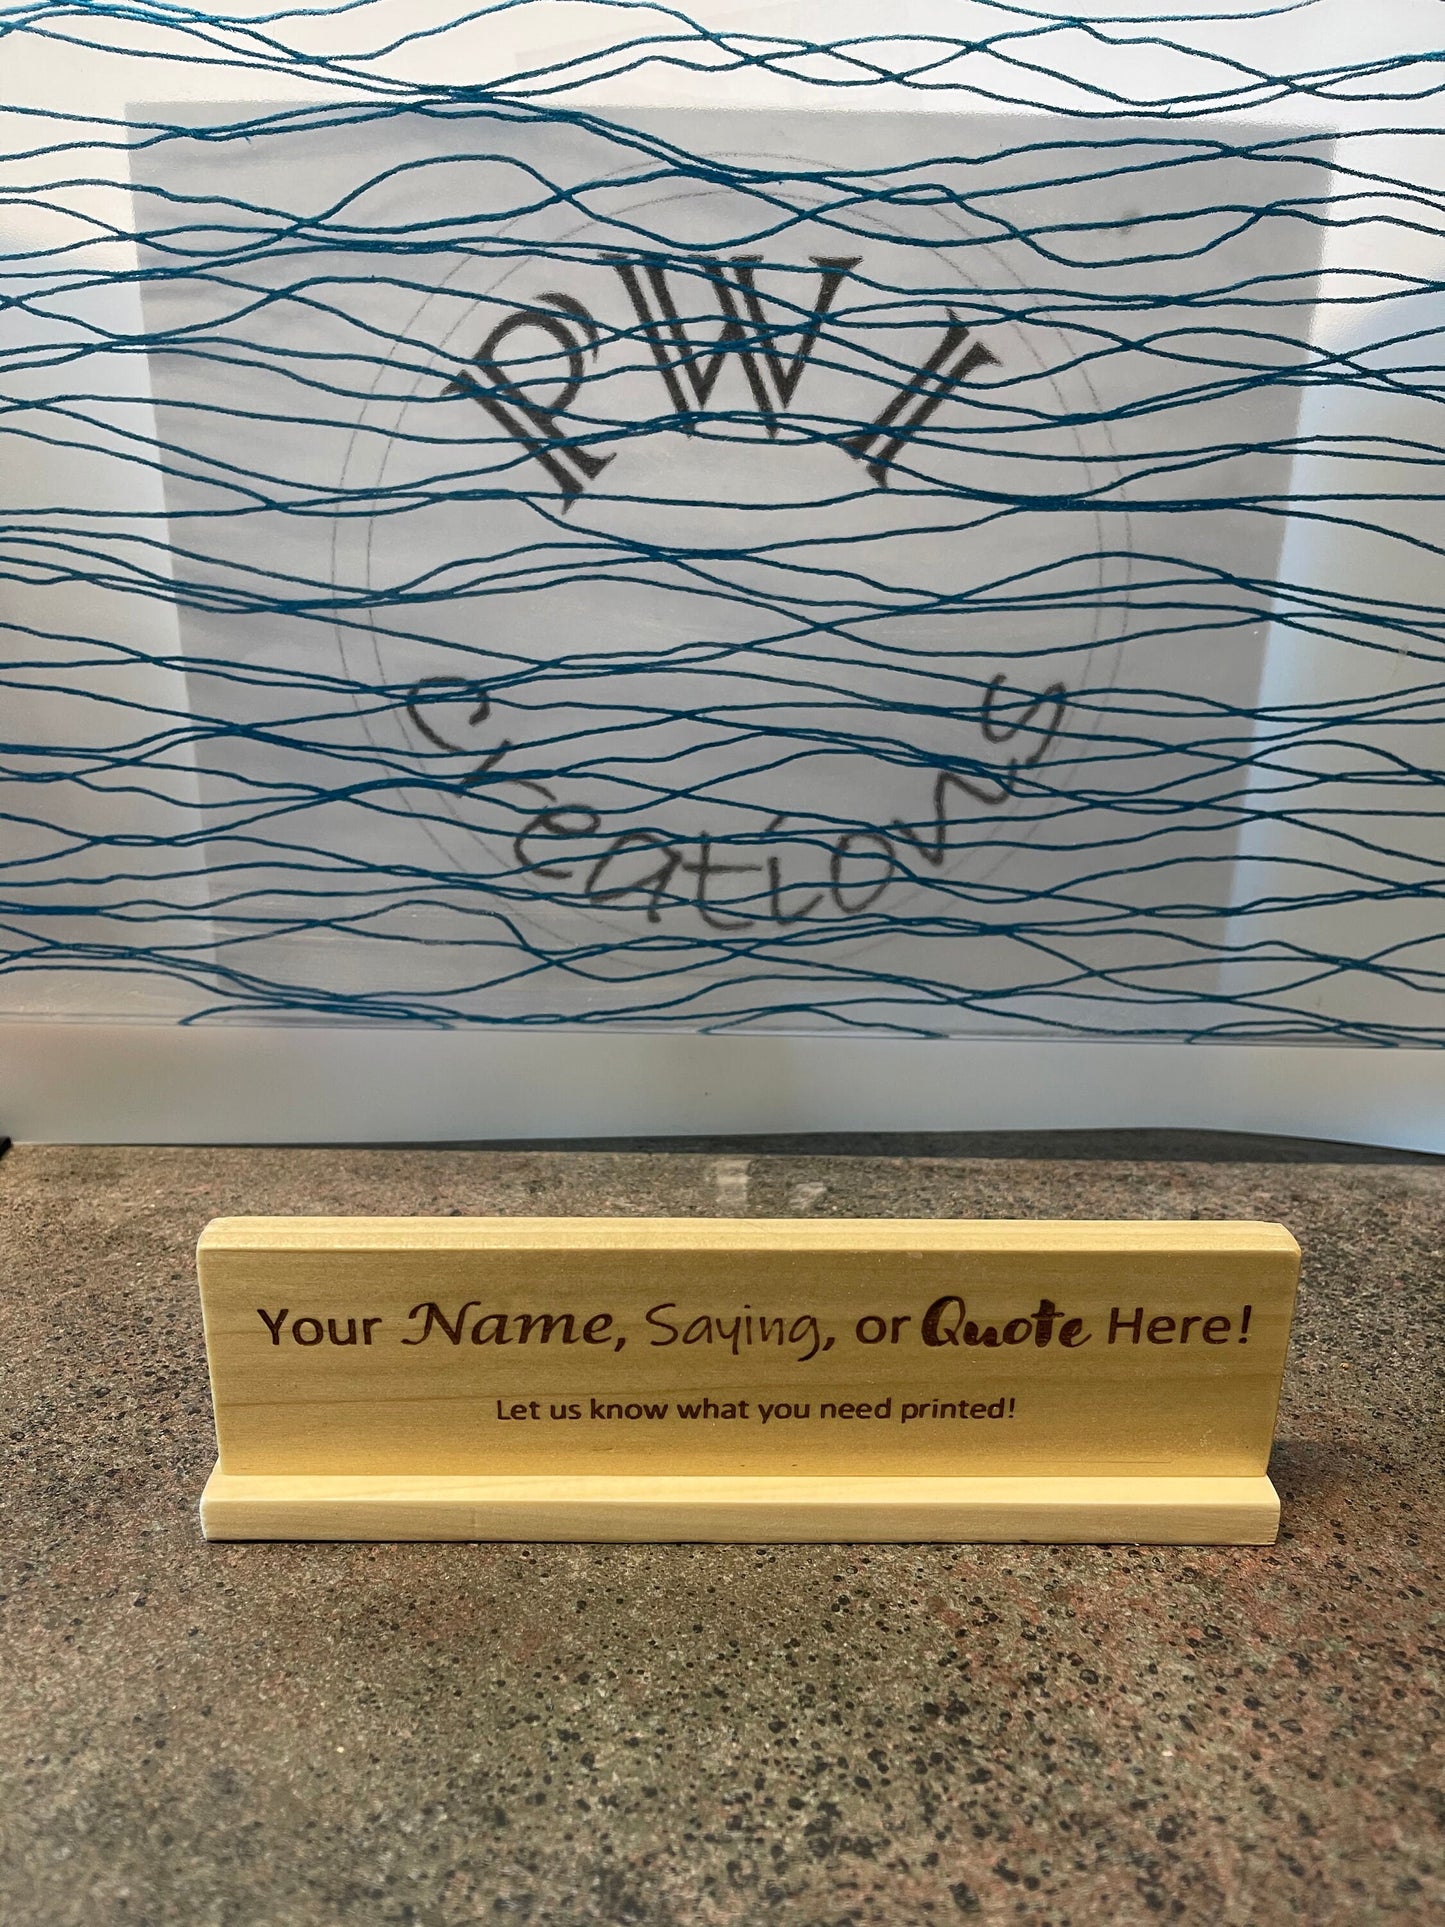 PWI
Creations
Your Name, Saying, or Quote Here!
Let us know what you need printed!